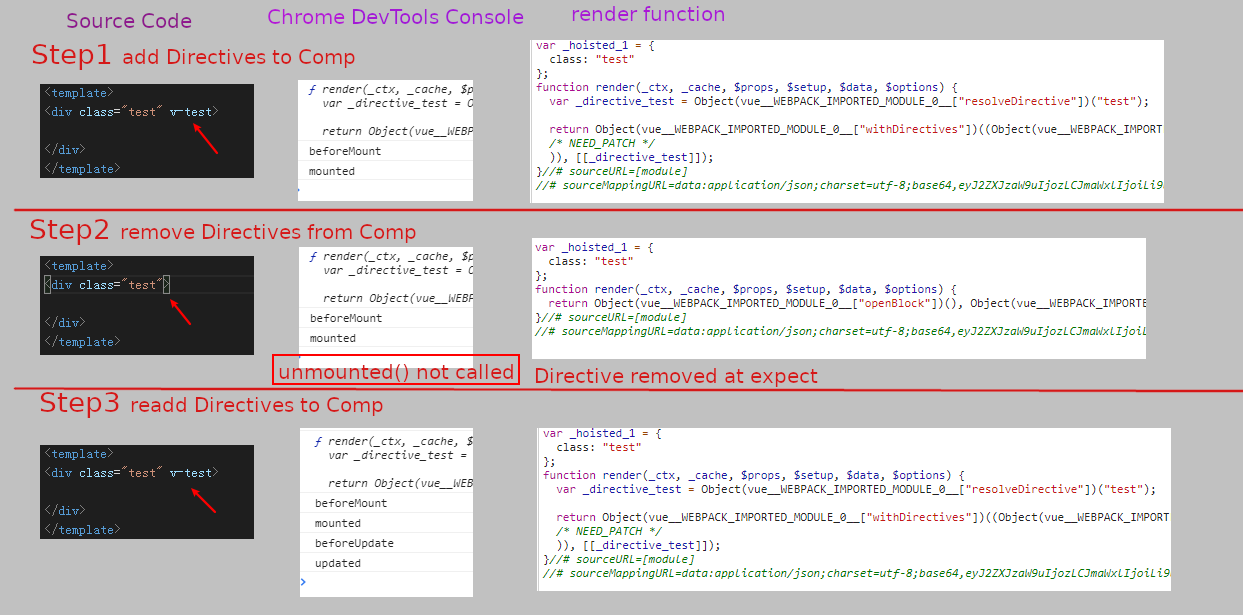 Source Code
Chrome DevTools Console
render function
Step1 add Directives to Comp
<template>
<div class="test" v-test>
</div>
</template>
ƒ render(_ctx, _cache, $p
var _directive_test = O
return Object(vue__WEBP
beforeMount
mounted
var _hoisted_1 = {
class: "test"
};
function render(_ctx, _cache, $props, $setup, $data, $options) {
var _directive_test = Object(vue__WEBPACK_IMPORTED_MODULE_0__["resolveDirective"])("test");
return Object(vue__WEBPACK_IMPORTED_MODULE_0__["withDirectives"])((Object(vue__WEBPACK_IMPORT
/* NEED_PATCH */
)), [[_directive_test]]);
}//# sourceURL=[module]
//# sourceMappingURL=data:application/json;charset=utf-8;base64,eyJ2ZXJzaW9uIjozLCJmaWxlIjoiLi9
Step2 remove Directives from Comp
<template>
<div class="test">
</div>
</template>
ƒ render(_ctx, _cache, $p
var _directive_test = O
return Object(vue__WEBP
beforeMount
mounted
unmounted() not called
var _hoisted_1 = {
class: "test"
};
function render(_ctx, _cache, $props, $setup, $data, $options) {
return Object(vue__WEBPACK_IMPORTED_MODULE_0__["openBlock"])(), Object(vue__WEBPACK_IMPORTE
}//# sourceURL=[module]
//# sourceMappingURL=data:application/json;charset=utf-8;base64,eyJ2ZXJzaW9uIjozLCJmaWxlIjoiL
Directive removed at expect
Step3 readd Directives to Comp
<template>
<div class="test" v-test>
</div>
</template>
ƒ render(_ctx, _cache, $
var _directive_test =
return Object(vue__WEB
beforeMount
mounted
beforeUpdate
updated
var _hoisted_1 = {
class: "test"
};
function render(_ctx, _cache, $props, $setup, $data, $options) {
var _directive_test = Object(vue__WEBPACK_IMPORTED_MODULE_0__["resolveDirective"])("test");
return Object(vue__WEBPACK_IMPORTED_MODULE_0__["withDirectives"])((Object(vue__WEBPACK_IMPORT
/* NEED_PATCH */
)), [[_directive_test]]);
}//# sourceURL=[module]
//# sourceMappingURL=data:application/json;charset=utf-8;base64,eyJ2ZXJzaW9uIjozLCJmaWxlIjoiLi9